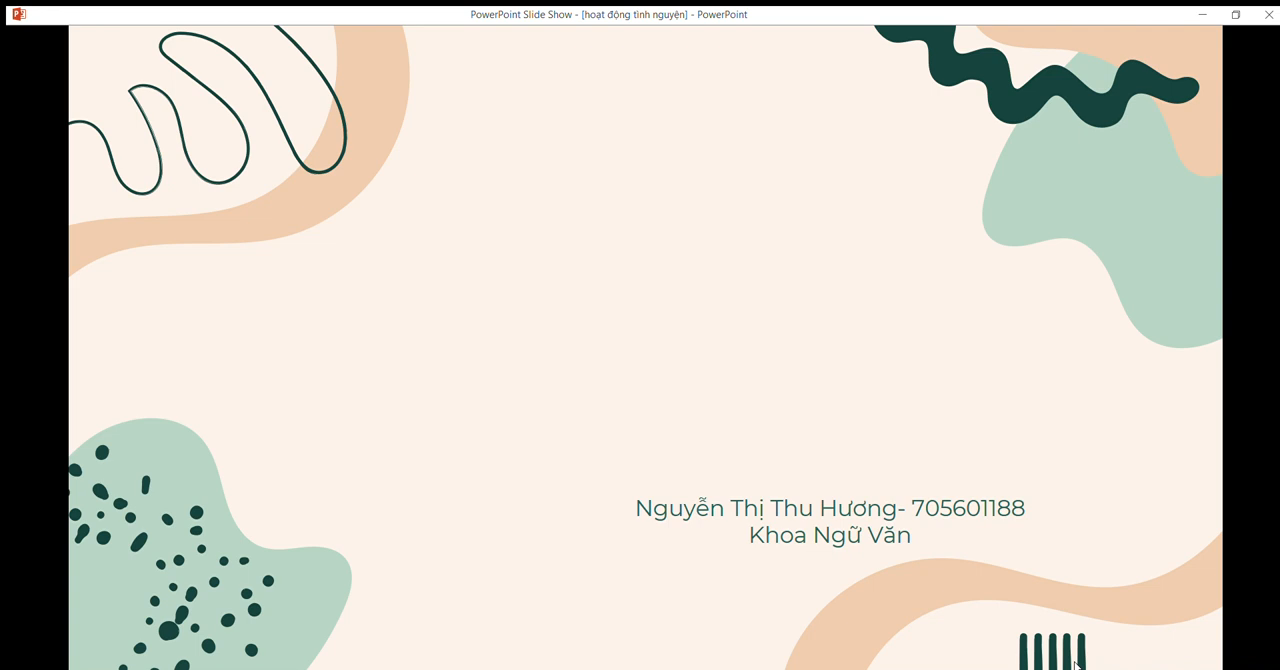 PowerPoint Slide Show - [hoạt động tình nguyện] - PowerPoint
Nguyễn Thị Thu Hương- 705601188
Khoa Ngữ Văn